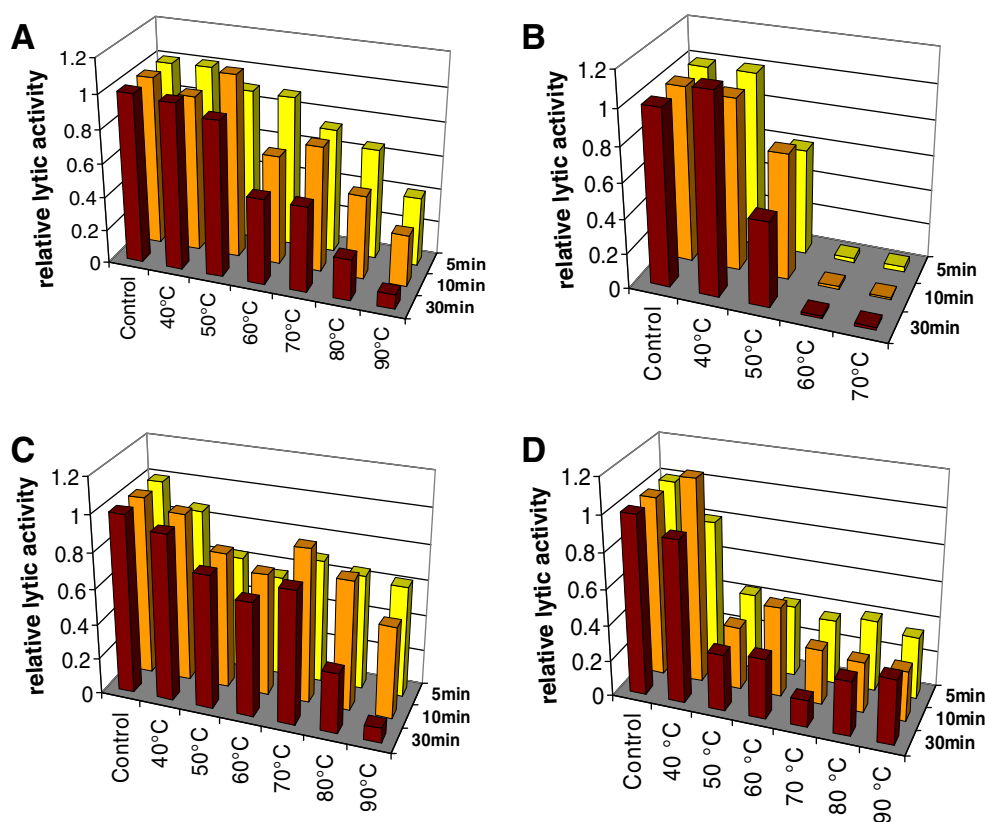 A
relative lytic activity
1.2
1
0.8
0.6
0.4
0.2
0
Control
40°C
50°C
60°C
70°C
80°C
90°C
5min
10min
30min
B
relative lytic activity
1.2
1
0.8
0.6
0.4
0.2
0
Control
40°C
50°C
60°C
70°C
5min
10min
30min
C
relative lytic activity
1.2
1
0.8
0.6
0.4
0.2
0
Control
40°C
50°C
60°C
70°C
80°C
90°C
5min
10min
30min
D
relative lytic activity
1.2
1
0.8
0.6
0.4
0.2
0
Control
40 °C
50 °C
60 °C
70 °C
80 °C
90 °C
5min
10min
30min